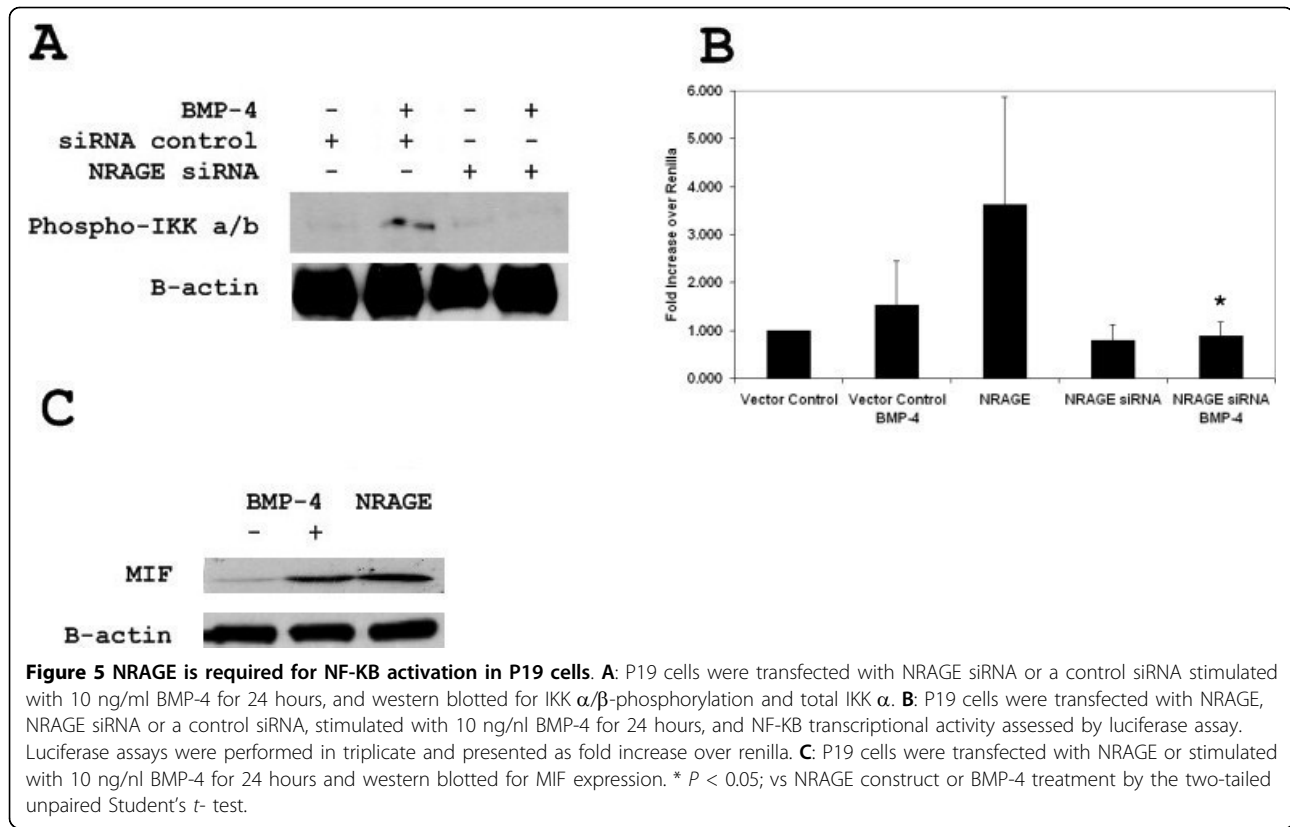 A
BMP-4 - + - +
siRNA control + + - -
NRAGE siRNA - - + +
Phospho-IKK a/b
B-actin
B
6.000
5.000
4.000
3.000
2.000
1.000
0.000
Fold Increase over Renilla
*
Vector Control
Vector Control
BMP-4
NRAGE
NRAGE siRNA
NRAGE siRNA
BMP-4
C
BMP-4 NRAGE
- +
MIF
B-actin
Figure 5 NRAGE is required for NF-KB activation in P19 cells. A: P19 cells were transfected with NRAGE siRNA or a control siRNA stimulated
with 10 ng/ml BMP-4 for 24 hours, and western blotted for IKK α/β-phosphorylation and total IKK α. B: P19 cells were transfected with NRAGE,
NRAGE siRNA or a control siRNA, stimulated with 10 ng/nl BMP-4 for 24 hours, and NF-KB transcriptional activity assessed by luciferase assay.
Luciferase assays were performed in triplicate and presented as fold increase over renilla. C: P19 cells were transfected with NRAGE or stimulated
with 10 ng/nl BMP-4 for 24 hours and western blotted for MIF expression. * P < 0.05; vs NRAGE construct or BMP-4 treatment by the two-tailed
unpaired Student's t- test.